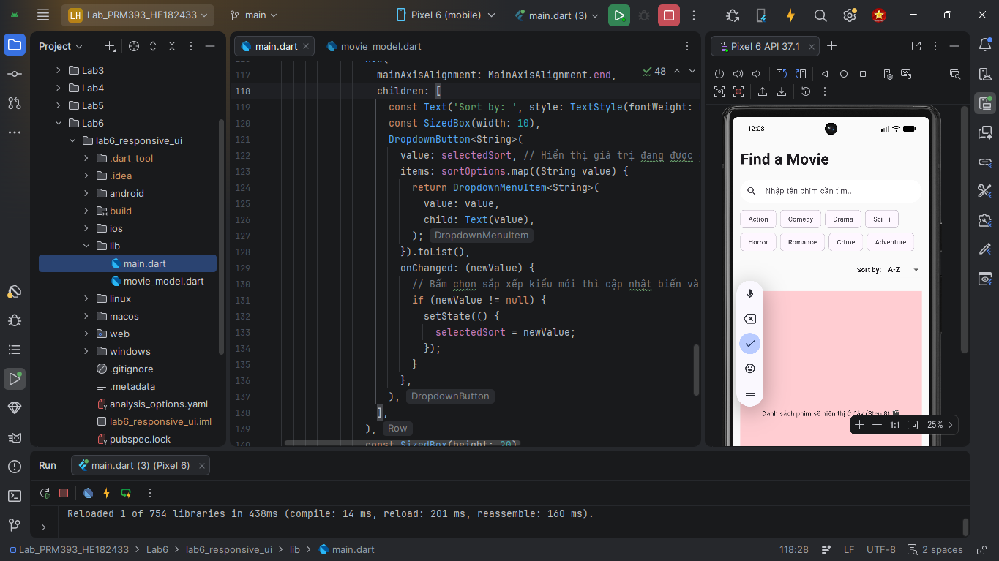 LH Lab_PRM393_HE182433
main
Pixel 6 (mobile)
main.dart (3)
Project
Lab3
Lab4
Lab5
Lab6
lab6_responsive_ui
.dart_tool
.idea
android
build
ios
lib
main.dart
movie_model.dart
linux
macos
web
windows
.gitignore
.metadata
analysis_options.yaml
lab6_responsive_ui.iml
pubspec.lock
main.dart
movie_model.dart
48
117 mainAxisAlignment: MainAxisAlignment.end,
118 children: [
119 const Text('Sort by: ', style: TextStyle(fontWeight:
120 const SizedBox(width: 10),
121 DropdownButton<String>(
122 value: selectedSort, // Hiển thị giá trị đang được
123 items: sortOptions.map((String value) {
124 return DropdownMenuItem<String>(
125 value: value,
126 child: Text(value),
127 ); DropdownMenuItem
128 }).toList(),
129 onChanged: (newValue) {
130 // Bấm chọn sắp xếp kiểu mới thì cập nhật biến và
131 if (newValue != null) {
132 setState(() {
133 selectedSort = newValue;
134 });
135 }
136 },
137 ), DropdownButton
138 ],
139 ), Row
140 const SizedBox(height: 20)
Pixel 6 API 37.1
12:08
Find a Movie
Nhập tên phim cần tìm...
Action Comedy Drama Sci-Fi
Horror Romance Crime Adventure
Sort by: A-Z
Danh sách phim sẽ hiển thị ở đây (Step 8)
1:1 25%
Run
main.dart (3) (Pixel 6)
Reloaded 1 of 754 libraries in 438ms (compile: 14 ms, reload: 201 ms, reassemble: 160 ms).
Lab_PRM393_HE182433 > Lab6 > lab6_responsive_ui > lib > main.dart
118:28 LF UTF-8 2 spaces